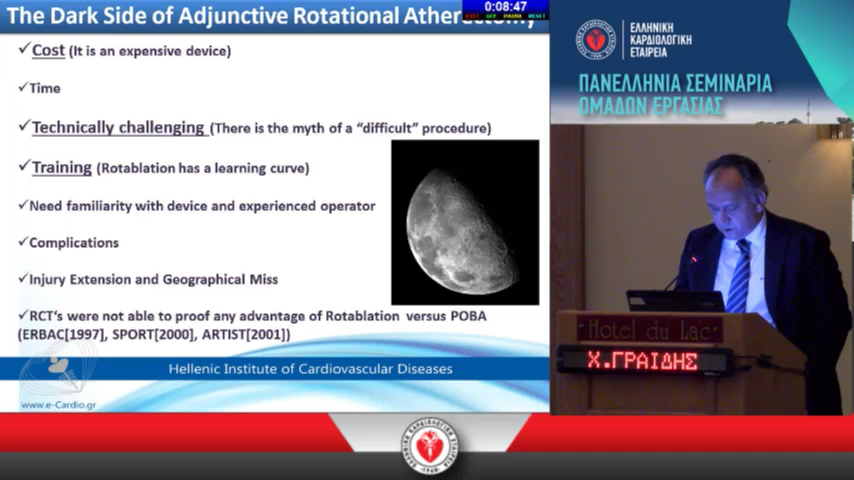 The Dark Side of Adjunctive Rotational Atherectomy
0:08:47
PAUSE RESET
✓Cost (It is an expensive device)
✓Time
✓Technically challenging (There is the myth of a “difficult” procedure)
✓Training (Rotablation has a learning curve)
✓Need familiarity with device and experienced operator
✓Complications
✓Injury Extension and Geographical Miss
✓RCT’s were not able to proof any advantage of Rotablation versus POBA
(ERBAC[1997], SPORT[2000], ARTIST[2001])
Hellenic Institute of Cardiovascular Diseases
www.e-Cardio.gr
ΕΛΛΗΝΙΚΗ
ΚΑΡΔΙΟΛΟΓΙΚΗ
ΕΤΑΙΡΕΙΑ
ΠΑΝΕΛΛΗΝΙΑ ΣΕΜΙΝΑΡΙΑ
ΟΜΑΔΩΝ ΕΡΓΑΣΙΑΣ
Hotel du Lac
Χ.ΓΡΑΙΔΗΣ